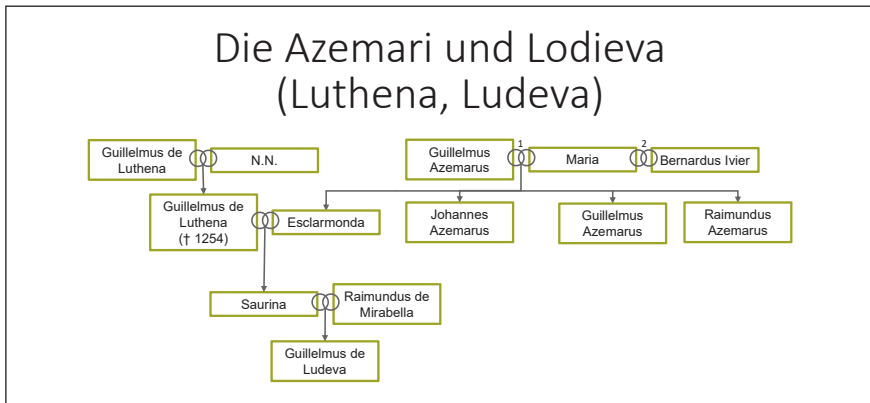 Die Azemari und Lodieva
(Luthena, Ludeva)
Guillelmus de
Luthena
N.N.
Guillelmus
Azemarus
1
Maria
2
Bernardus Ivier
Guillelmus de
Luthena
(† 1254)
Esclarmonda
Johannes
Azemarus
Guillelmus
Azemarus
Raimundus
Azemarus
Saurina
Raimundus de
Mirabella
Guillelmus de
Ludeva